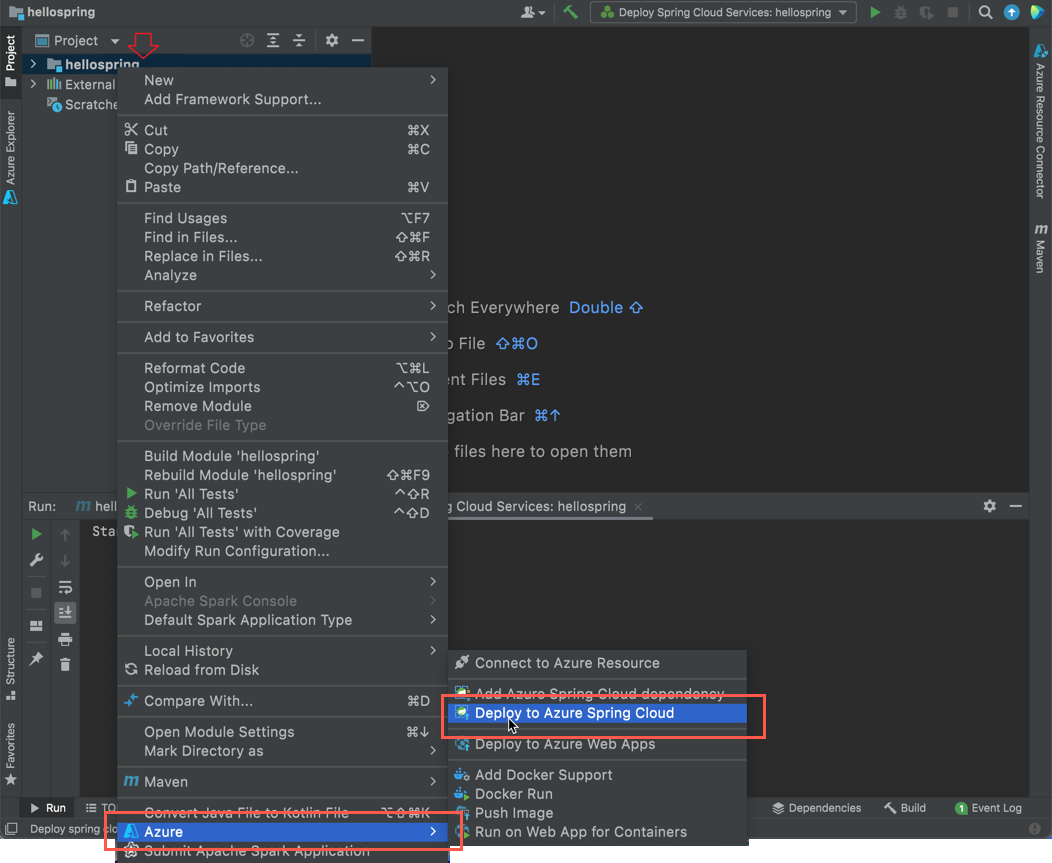 hellospring
Deploy Spring Cloud Services: hellospring
Project
Project
hellospring
External
Scratche
Azure Explorer
Azure Resource Connector
Maven
New
Add Framework Support...
Cut ⌘X
Copy ⌘C
Copy Path/Reference...
Paste ⌘V
Find Usages ⌥F7
Find in Files... ⇧⌘F
Replace in Files... ⇧⌘R
Analyze
Refactor
Add to Favorites
Reformat Code ⌥⌘L
Optimize Imports ^⌥O
Remove Module ⌦
Override File Type
Build Module 'hellospring'
Rebuild Module 'hellospring' ⇧⌘F9
Run 'All Tests' ^⇧R
Debug 'All Tests' ^⇧D
Run 'All Tests' with Coverage
Modify Run Configuration...
Open In
Apache Spark Console
Default Spark Application Type
Local History
Reload from Disk
Compare With... ⌘D
Open Module Settings ⌘↓
Mark Directory as
Maven
Convert Java File to Kotlin File ⌥⇧⌘K
Azure
Submit Apache Spark Application
ch Everywhere Double ⇧
o File ⇧⌘O
ent Files ⌘E
gation Bar ⌘↑
files here to open them
Run: m hell
g Cloud Services: hellospring
Sta
Connect to Azure Resource
Add Azure Spring Cloud dependency
Deploy to Azure Spring Cloud
Deploy to Azure Web Apps
Add Docker Support
Docker Run
Push Image
Run on Web App for Containers
Structure
Favorites
Run
TO
Dependencies
Build
1 Event Log
Deploy spring clo